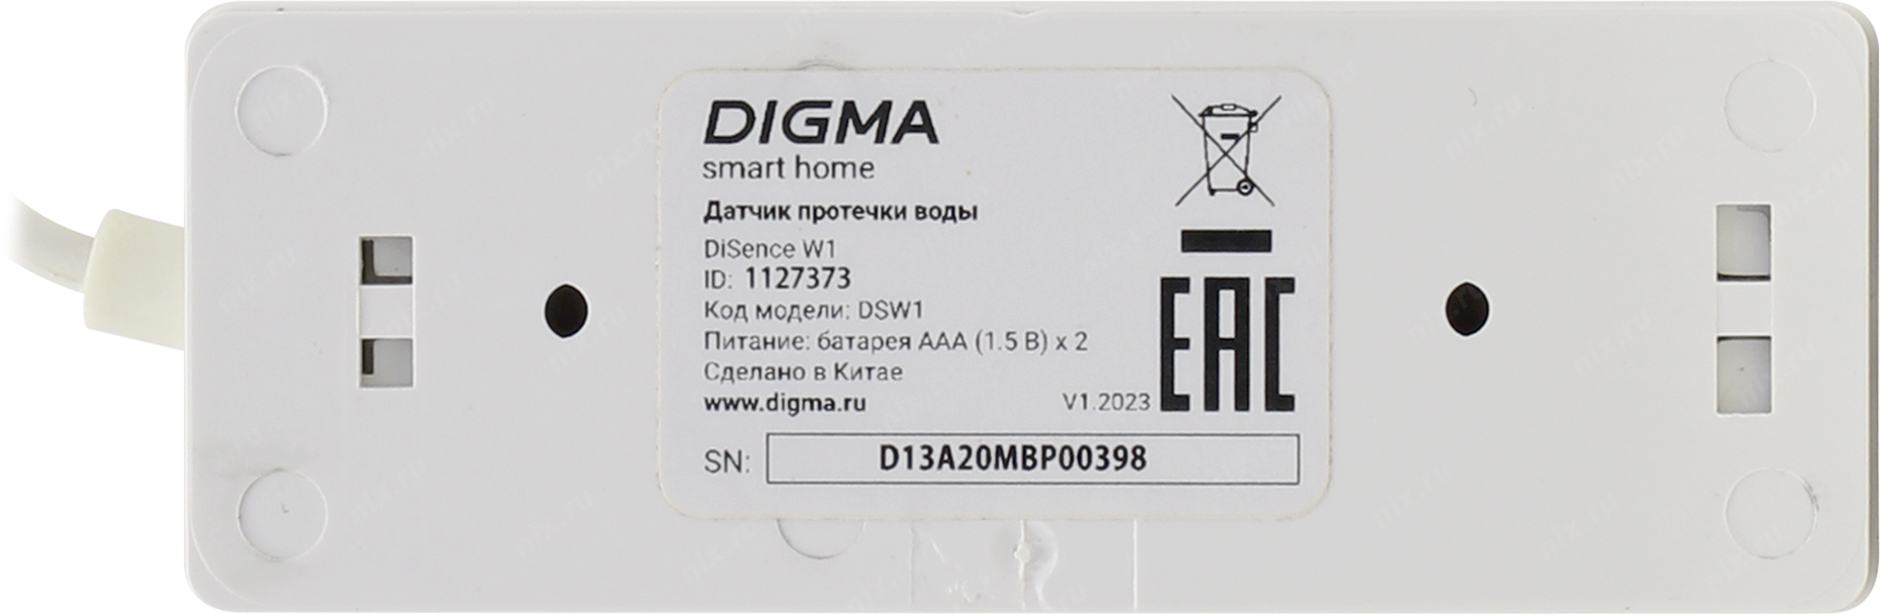 DIGMA
smart home
Датчик протечки воды
DiSence W1
ID: 1127373
Код модели: DSW1
Питание: батарея AAA (1.5 В) x 2
Сделано в Китае
www.digma.ru
V1.2023
EAC
SN: D13A20MBP00398